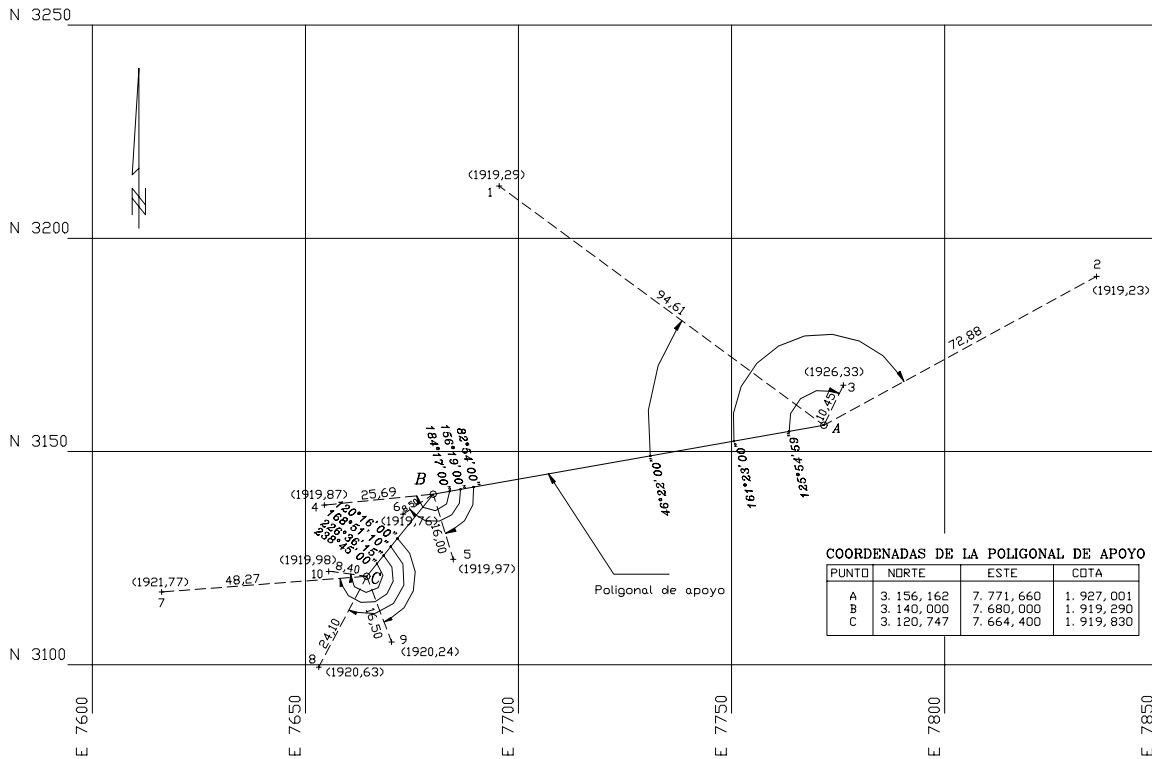 N 3250
(1919,29)
1
N 3200
2
(1919,23)
94,61
72,88
(1926,33)
3
10,45
A
N 3150
46°22'00"
161°23'00"
125°54'59"
82°54'00"
156°19'00"
184°17'00"
B
(1919,87)
25,69
4
6
8,50
(1919,76)
16,00
5
(1919,97)
120°16'00"
168°51'10"
226°36'15"
238°45'00"
(1919,98)
8,40
10
C
(1921,77)
48,27
7
24,10
16,50
9
(1920,24)
8
(1920,63)
Poligonal de apoyo
COORDENADAS DE LA POLIGONAL DE APOYO
PUNTO NORTE ESTE COTA
A 3. 156, 162 7. 771, 660 1. 927, 001
B 3. 140, 000 7. 680, 000 1. 919, 290
C 3. 120, 747 7. 664, 400 1. 919, 830
N 3100
E 7600
E 7650
E 7700
E 7750
E 7800
E 7850
N